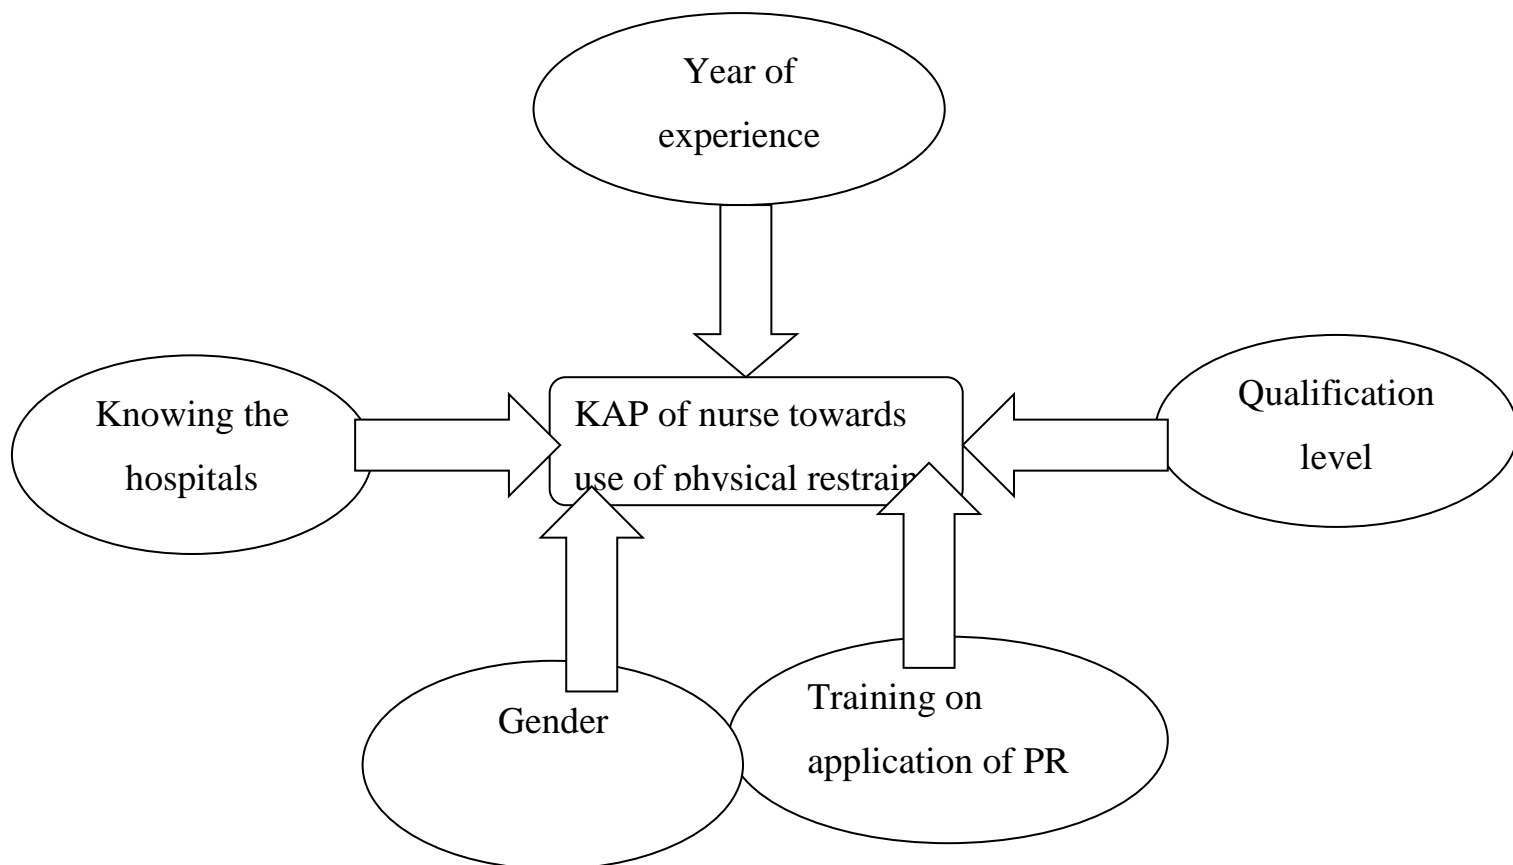 Year of
experience
Knowing the
hospitals
KAP of nurse towards
use of physical restrain
Qualification
level
Gender
Training on
application of PR